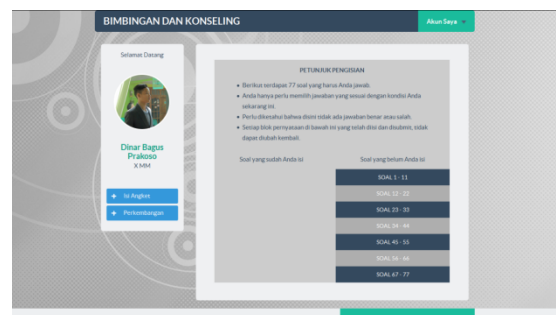 BIMBINGAN DAN KONSELING
Akun Saya
Selamat Datang
Dinar Bagus
Prakoso
X MM
+ Isi Angket
+ Perkembangan
PETUNJUK PENGISIAN
• Berikut terdapat 77 soal yang harus Anda jawab.
• Anda hanya perlu memilih jawaban yang sesuai dengan kondisi Anda
sekarang ini.
• Perlu diketahui bahwa disini tidak ada jawaban benar atau salah.
• Setiap blok pernyataan di bawah ini yang telah diisi dan disubmit, tidak
dapat diubah kembali.
Soal yang sudah Anda isi
Soal yang belum Anda isi
SOAL 1 - 11
SOAL 12 - 22
SOAL 23 - 33
SOAL 34 - 44
SOAL 45 - 55
SOAL 56 - 66
SOAL 67 - 77